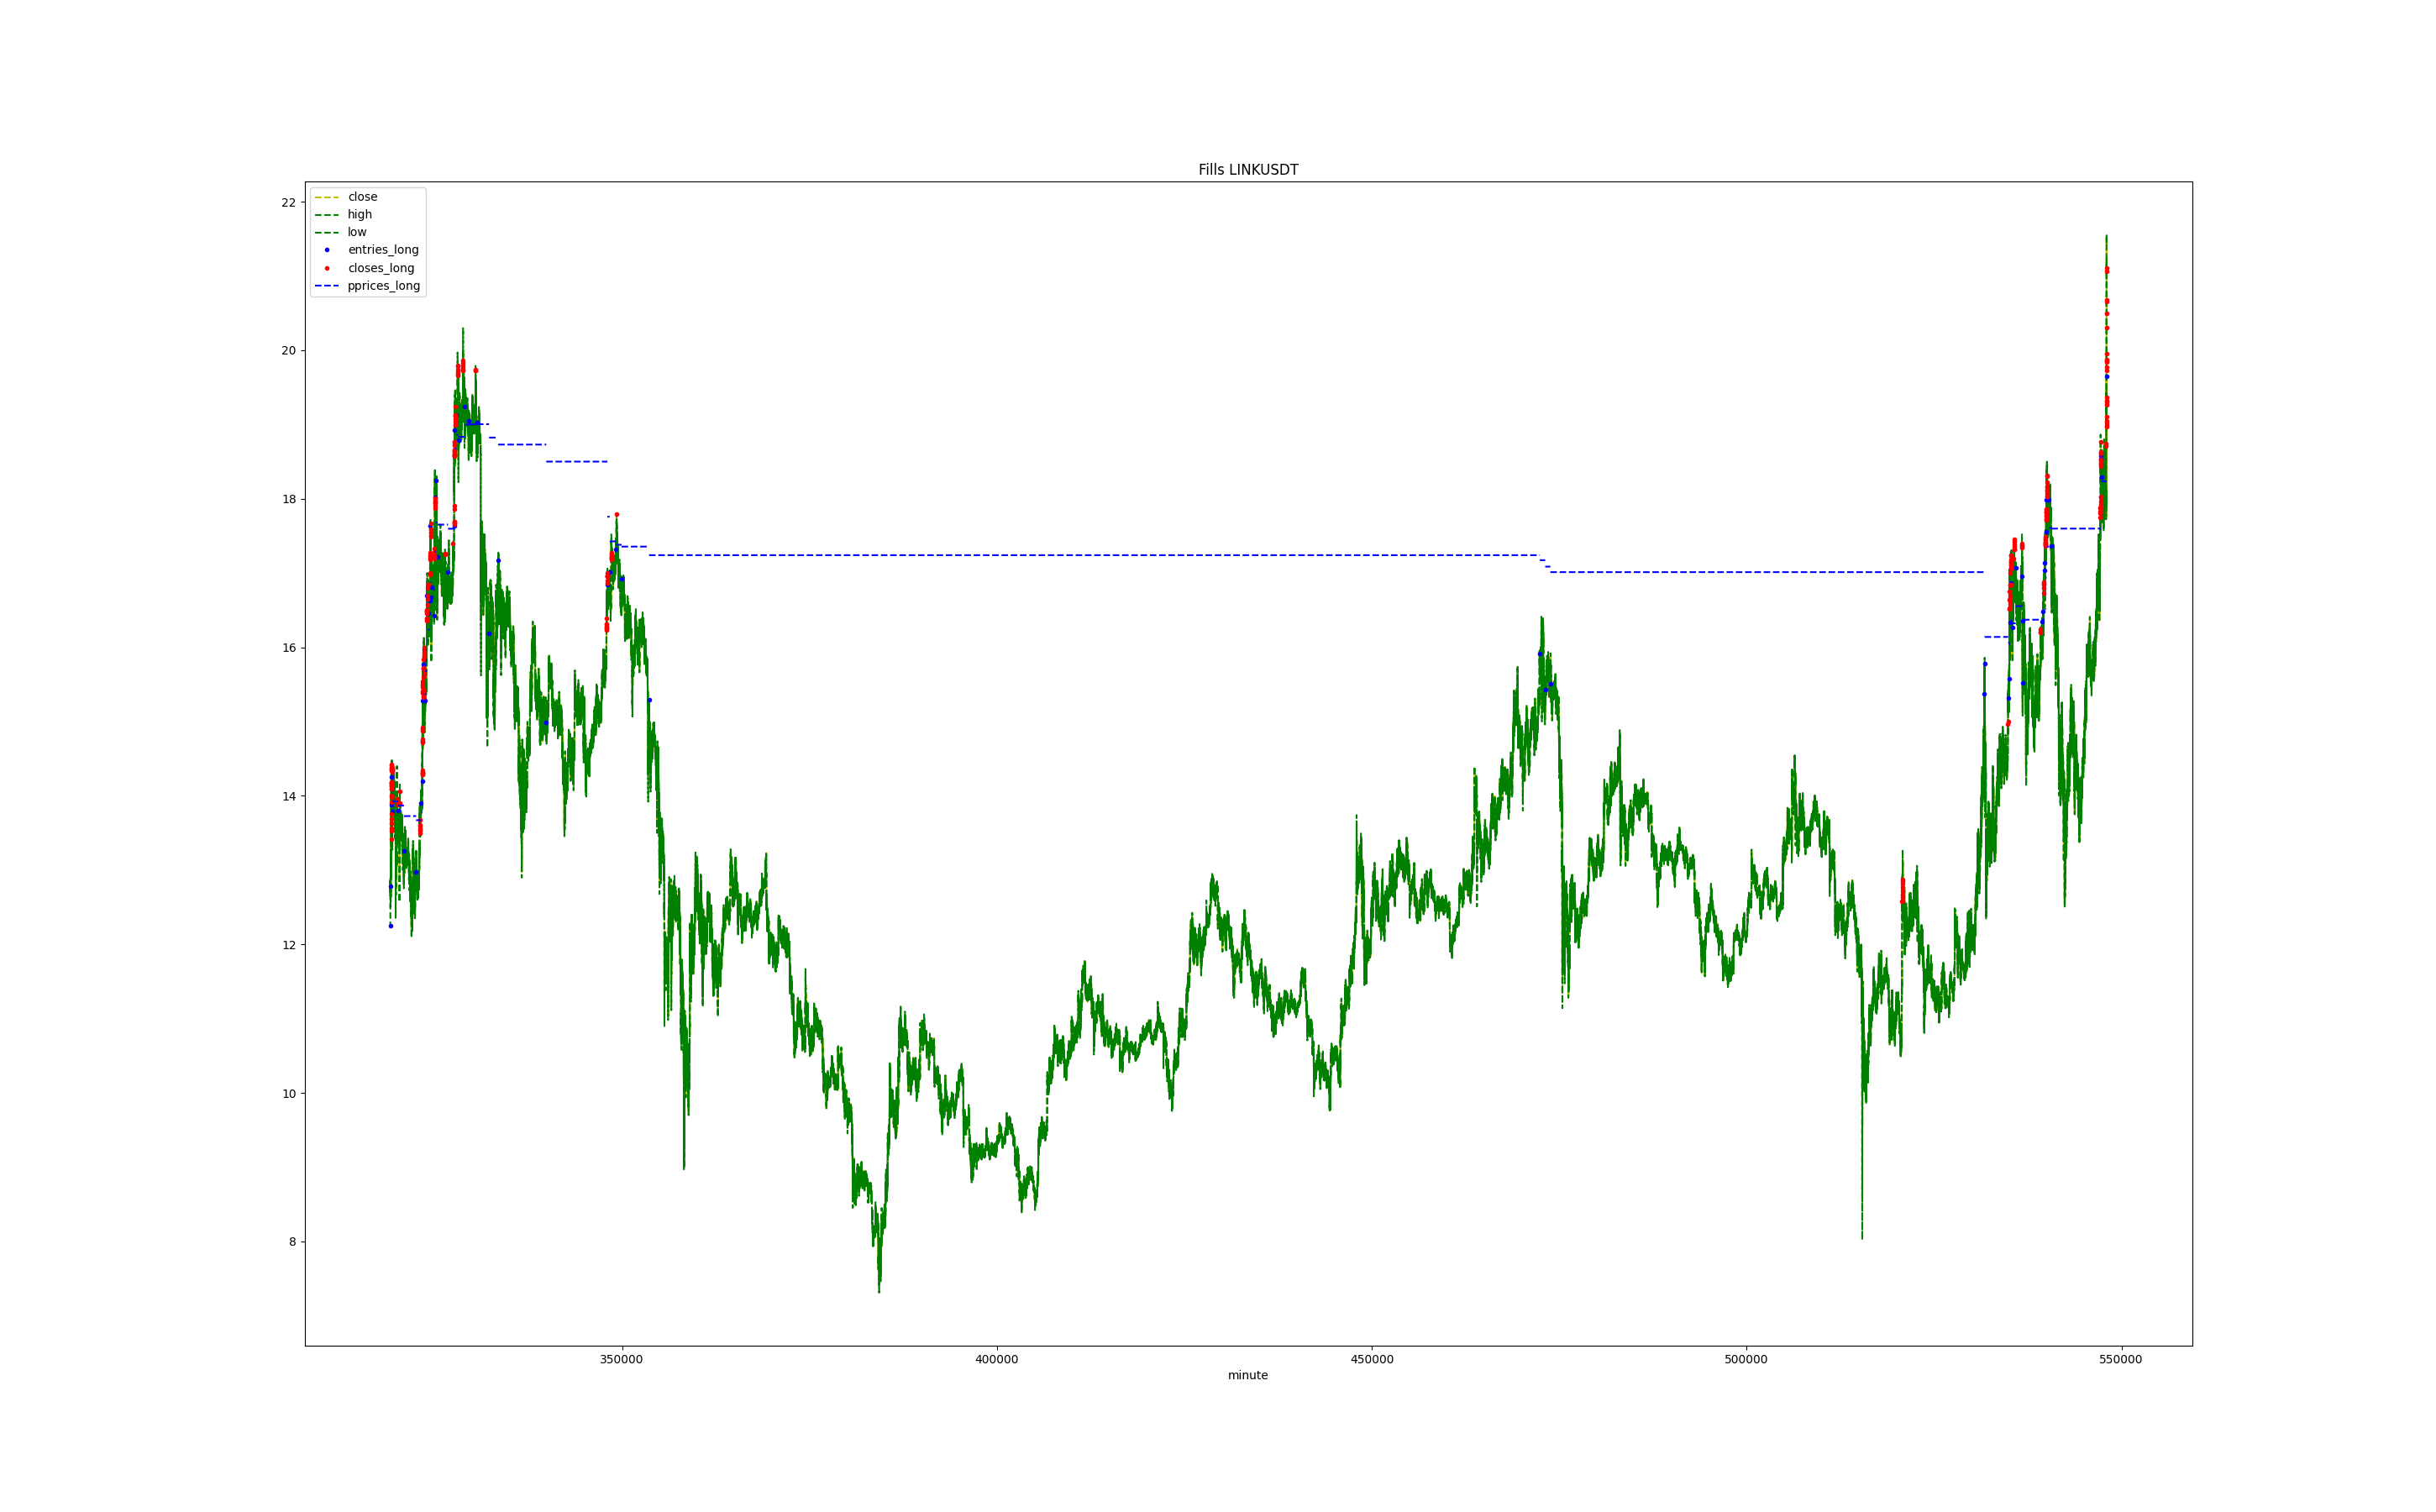 Fills LINKUSDT
close
high
low
entries_long
closes_long
pprices_long
22
20
18
16
14
12
10
8
350000 400000 450000 500000 550000
minute